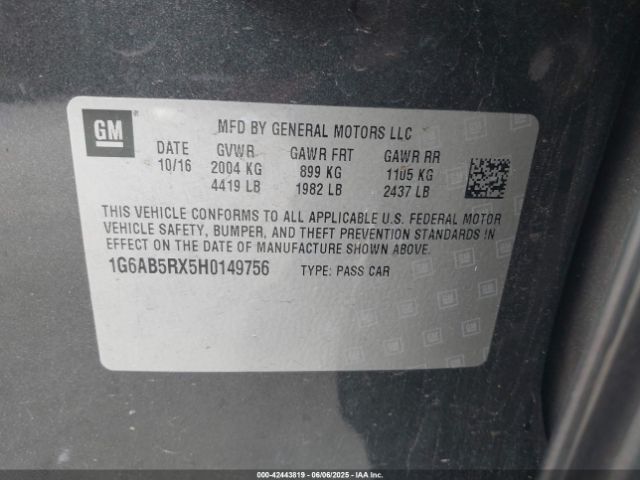 GM
MFD BY GENERAL MOTORS LLC
DATE GVWR GAWR FRT GAWR RR
10/16 2004 KG 899 KG 1105 KG
4419 LB 1982 LB 2437 LB
THIS VEHICLE CONFORMS TO ALL APPLICABLE U.S. FEDERAL MOTOR
VEHICLE SAFETY, BUMPER, AND THEFT PREVENTION STANDARDS IN
EFFECT ON THE DATE OF MANUFACTURE SHOWN ABOVE.
1G6AB5RX5H0149756 TYPE: PASS CAR
000-42443819 - 06/06/2025 - IAAI.COM